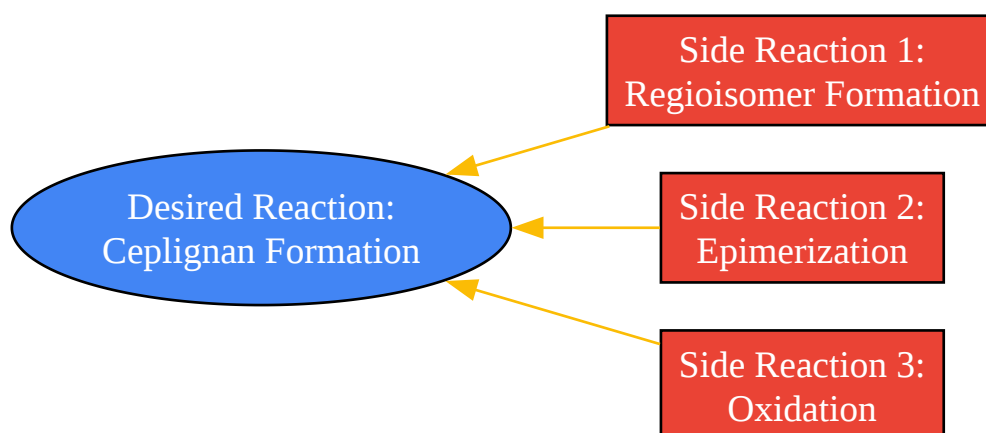 Side Reaction 1:
Regioisomer Formation
Desired Reaction:
Ceplignan Formation
Side Reaction 2:
Epimerization
Side Reaction 3:
Oxidation